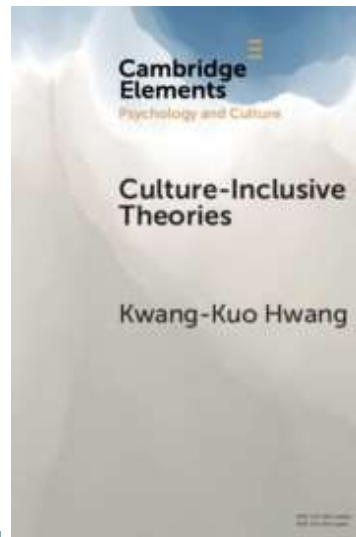 Cambridge
Elements
Psychology and Culture
Culture-Inclusive
Theories
Kwang-Kuo Hwang